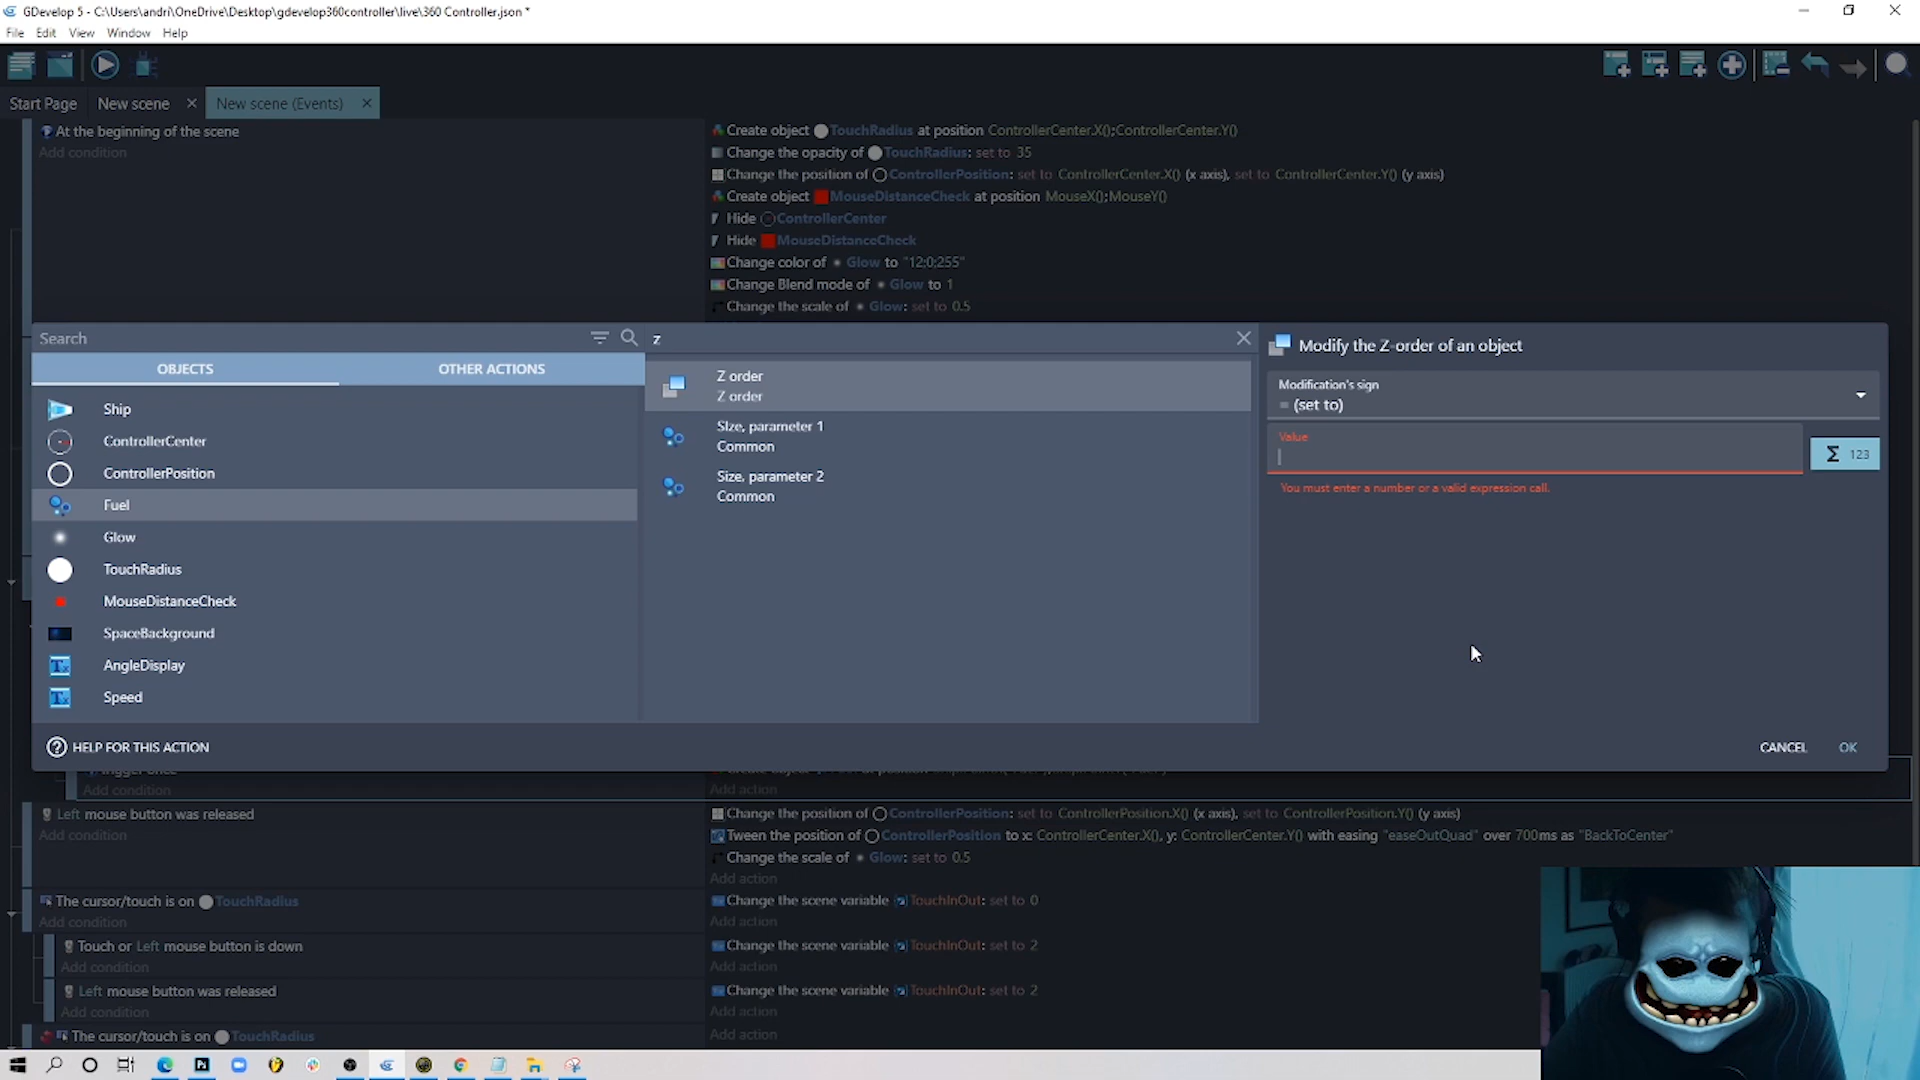 GDevelop 5 - C:\Users\andri\OneDrive\Desktop\gdevelop360controller\live\360 Controller.json *
File Edit View Window Help
Start Page New scene New scene (Events)
At the beginning of the scene
Add condition
Create object TouchRadius at position ControllerCenter.X();ControllerCenter.Y()
Change the opacity of TouchRadius: set to 35
Change the position of ControllerPosition: set to ControllerCenter.X() (x axis), set to ControllerCenter.Y() (y axis)
Create object MouseDistanceCheck at position MouseX();MouseY()
Hide ControllerCenter
Hide MouseDistanceCheck
Change color of Glow to "12;0;255"
Change Blend mode of Glow to 1
Change the scale of Glow: set to 0.5
Search
z
OBJECTS OTHER ACTIONS
Ship
ControllerCenter
ControllerPosition
Fuel
Glow
TouchRadius
MouseDistanceCheck
SpaceBackground
AngleDisplay
Speed
Z order
Z order
SIze, parameter 1
Common
Size, parameter 2
Common
Modify the Z-order of an object
Modification's sign
= (set to)
Value
Σ 123
You must enter a number or a valid expression call.
HELP FOR THIS ACTION
CANCEL OK
Add condition
Add action
Left mouse button was released
Add condition
Change the position of ControllerPosition: set to ControllerPosition.X() (x axis), set to ControllerPosition.Y() (y axis)
Tween the position of ControllerPosition to x: ControllerCenter.X(), y: ControllerCenter.Y() with easing "easeOutQuad" over 700ms as "BackToCenter"
Change the scale of Glow: set to 0.5
Add action
The cursor/touch is on TouchRadius
Add condition
Change the scene variable TouchInOut: set to 0
Add action
Touch or Left mouse button is down
Add condition
Change the scene variable TouchInOut: set to 2
Add action
Left mouse button was released
Add condition
Change the scene variable TouchInOut: set to 2
Add action
The cursor/touch is on TouchRadius
Add action